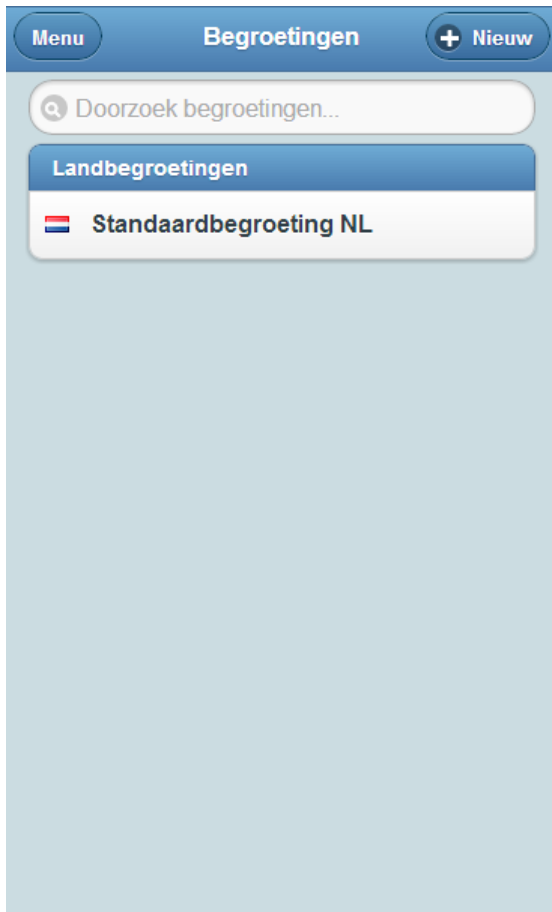 Menu
Begroetingen
Nieuw
Doorzoek begroetingen...
Landbegroetingen
Standaardbegroeting NL